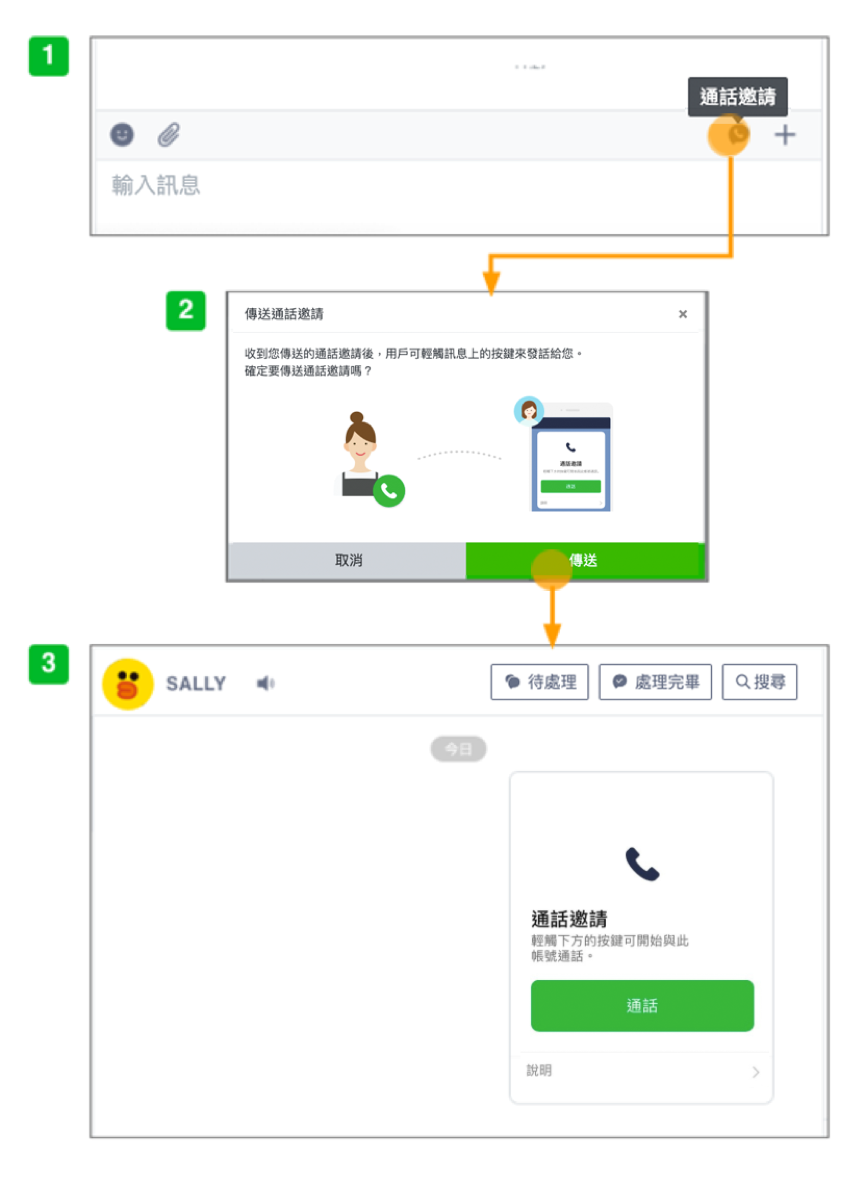 1
通話邀請
輸入訊息
2
傳送通話邀請
×
收到您傳送的通話邀請後，用戶可輕觸訊息上的按鍵來發話給您。
確定要傳送通話邀請嗎？
通話邀請
通話
取消
傳送
3
SALLY
待處理
處理完畢
搜尋
今日
通話邀請
輕觸下方的按鍵可開始與此
帳號通話。
通話
說明